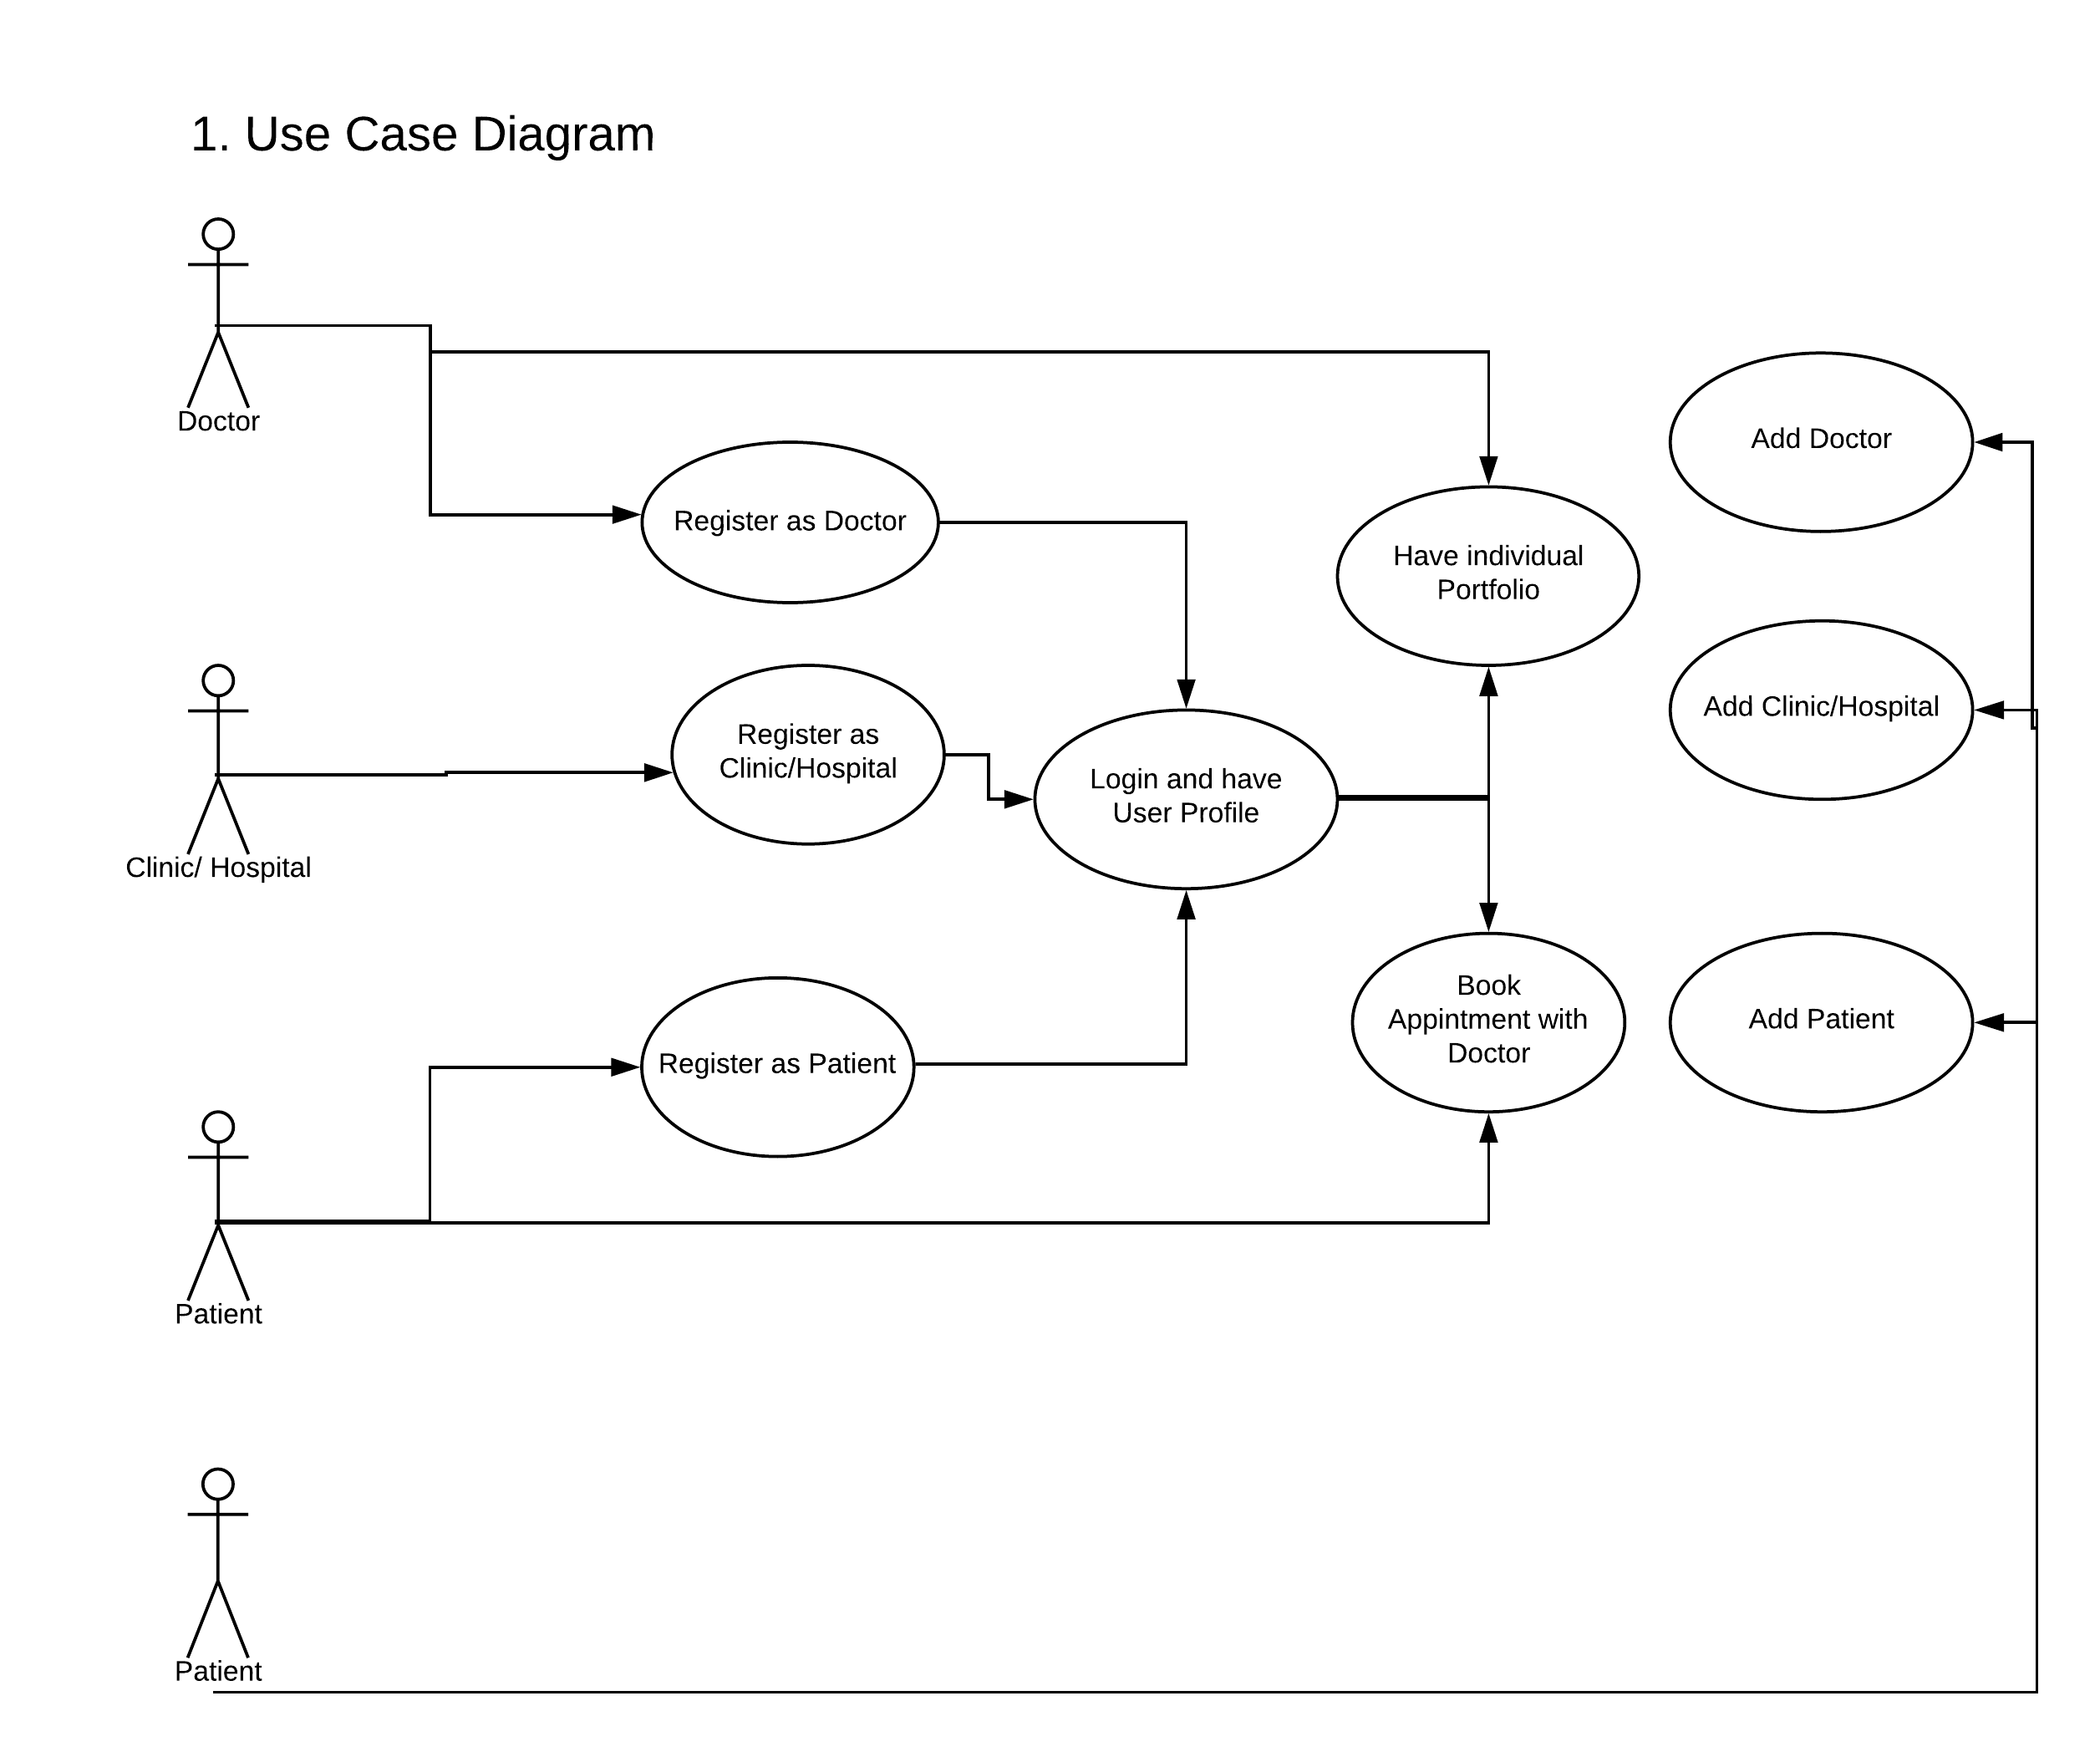 1. Use Case Diagram
Doctor
Add Doctor
Register as Doctor
Have individual
Portfolio
Register as
Clinic/Hospital
Add Clinic/Hospital
Login and have
User Profile
Clinic/ Hospital
Book
Appintment with
Doctor
Add Patient
Register as Patient
Patient
Patient